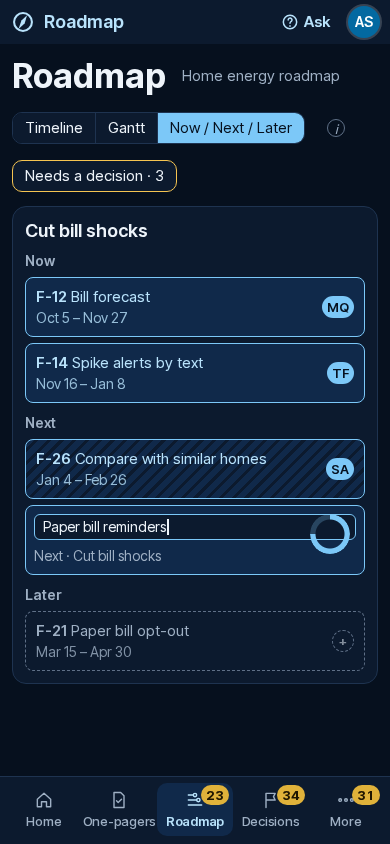 Roadmap
Ask
AS
Roadmap
Home energy roadmap
Timeline
Gantt
Now / Next / Later
i
Needs a decision · 3
Cut bill shocks
Now
F-12 Bill forecast
Oct 5 – Nov 27
MQ
F-14 Spike alerts by text
Nov 16 – Jan 8
TF
Next
F-26 Compare with similar homes
Jan 4 – Feb 26
SA
Paper bill reminders
Next · Cut bill shocks
Later
F-21 Paper bill opt-out
Mar 15 – Apr 30
+
23
34
31
Home
One-pagers
Roadmap
Decisions
More